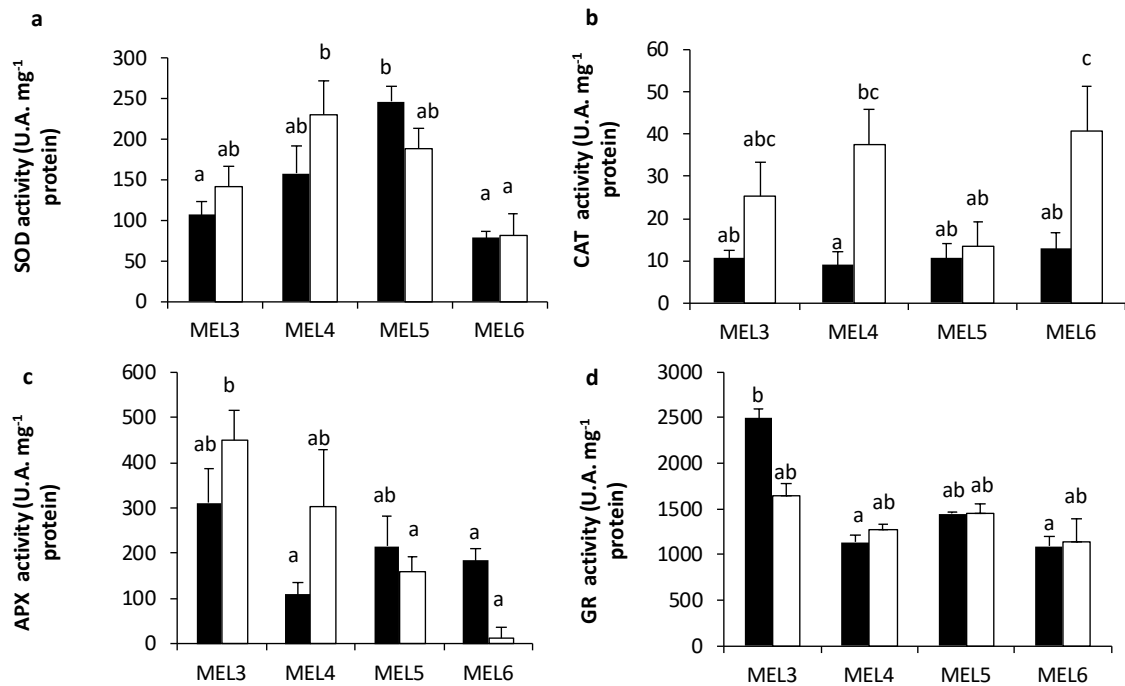 a
SOD activity (U.A. mg-1
protein)
300
250
200
150
100
50
0
a ab ab b b ab a a
MEL3 MEL4 MEL5 MEL6
b
CAT activity (U.A. mg-1
protein)
60
50
40
30
20
10
0
ab abc a bc ab ab ab c
MEL3 MEL4 MEL5 MEL6
c
APX activity (U.A. mg-1
protein)
600
500
400
300
200
100
0
ab b a ab ab a a a
MEL3 MEL4 MEL5 MEL6
d
GR activity (U.A. mg-1
protein)
3000
2500
2000
1500
1000
500
0
b ab a ab ab ab a ab
MEL3 MEL4 MEL5 MEL6